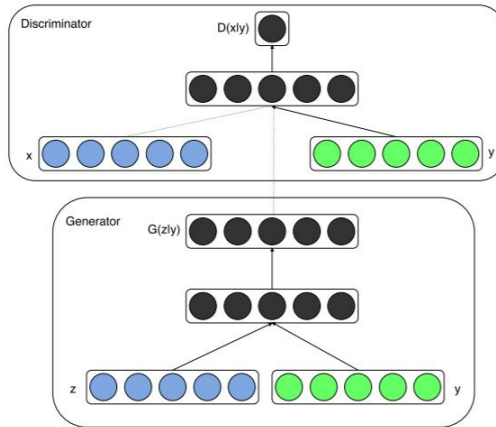 Discriminator
D(x|y)
x
y
Generator
G(z|y)
z
y